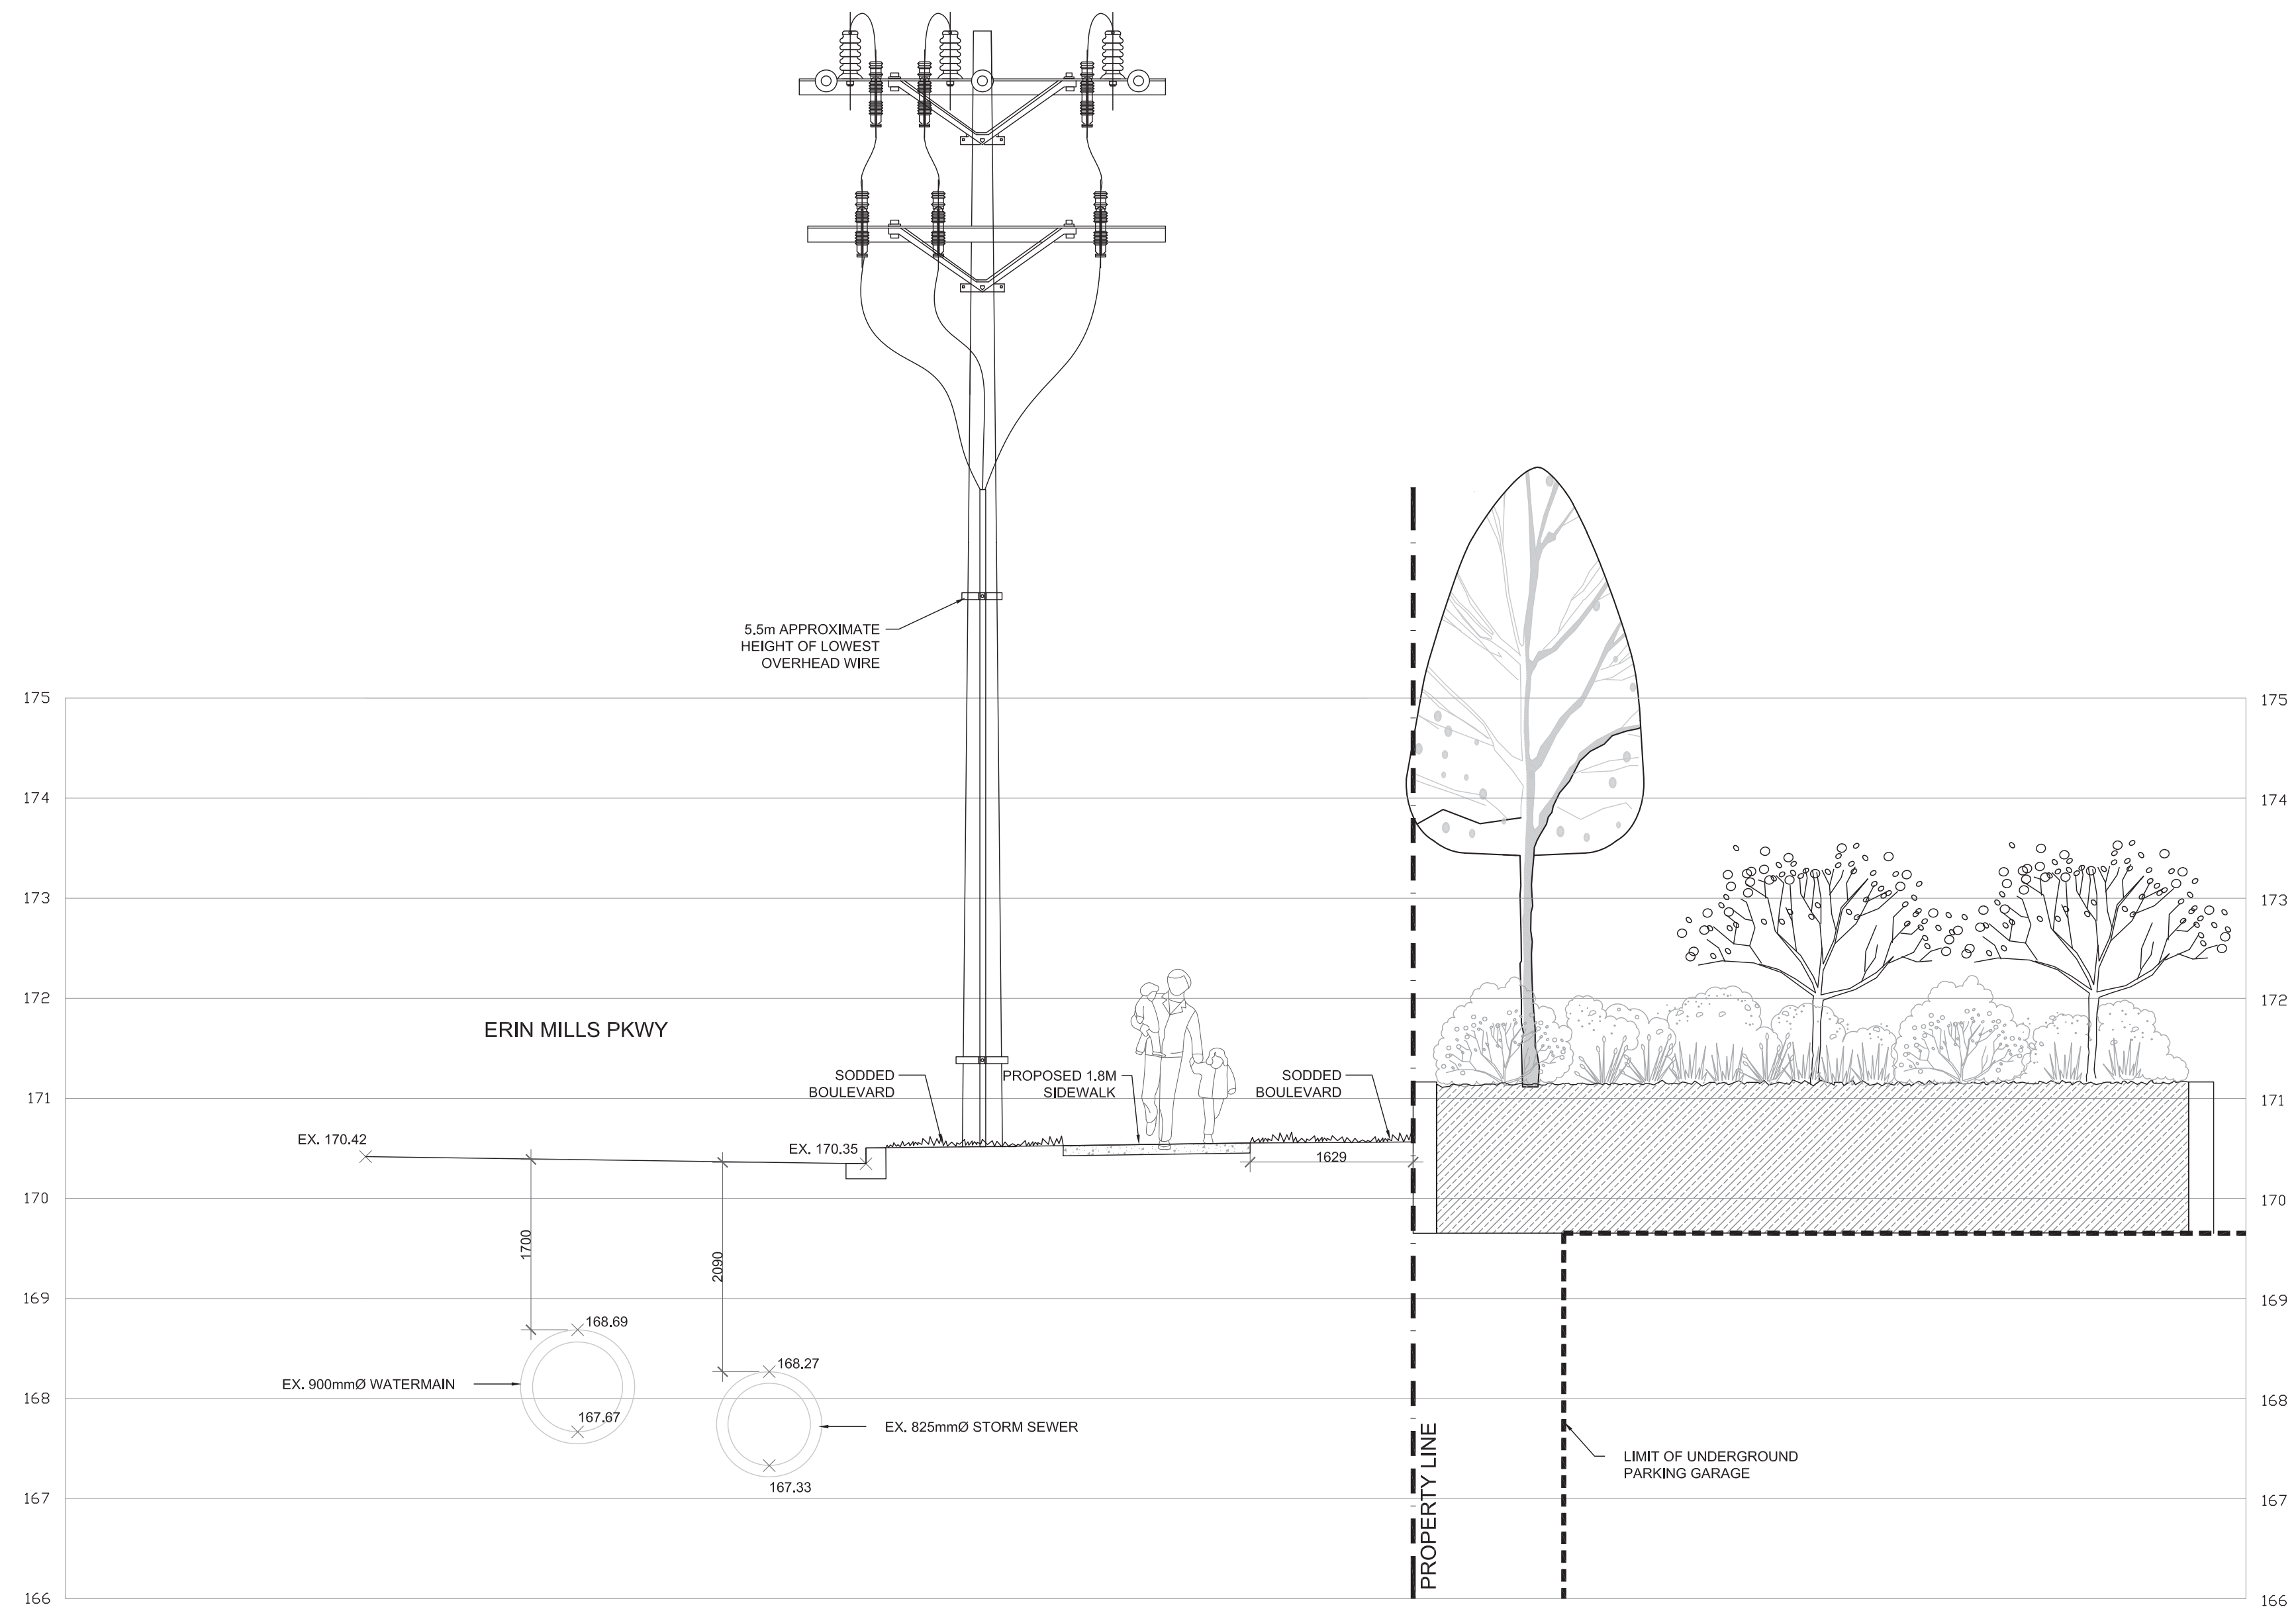 5.5m APPROXIMATE
HEIGHT OF LOWEST
OVERHEAD WIRE
175
175
174
174
173
173
172
172
ERIN MILLS PKWY
SODDED
BOULEVARD
PROPOSED 1.8M
SIDEWALK
SODDED
BOULEVARD
171
171
EX. 170.42
EX. 170.35
1629
170
170
1700
2090
169
169
168.69
168.27
EX. 900mmØ WATERMAIN
168
168
167.67
EX. 825mmØ STORM SEWER
167.33
PROPERTY LINE
LIMIT OF UNDERGROUND
PARKING GARAGE
167
167
166
166